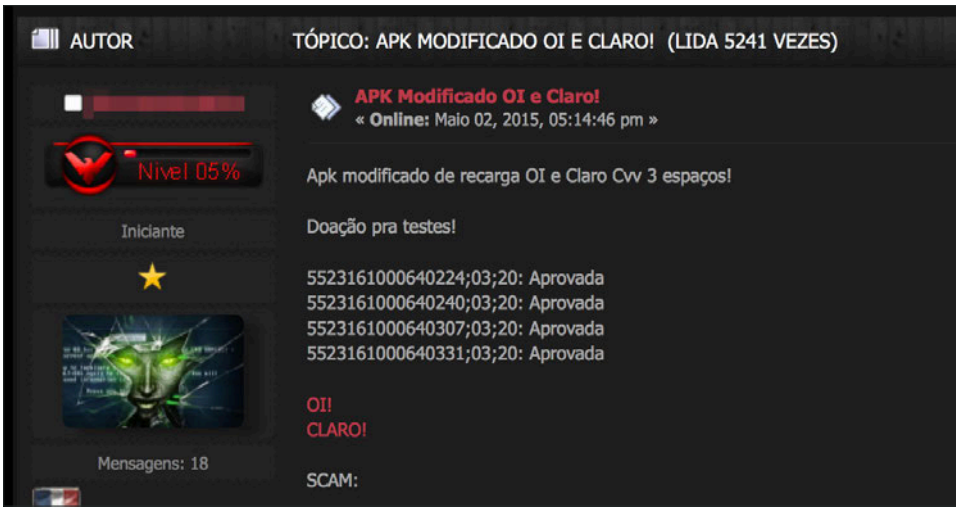 AUTOR
TÓPICO: APK MODIFICADO OI E CLARO! (LIDA 5241 VEZES)
APK Modificado OI e Claro!
« Online: Maio 02, 2015, 05:14:46 pm »
Nivel 05%
Iniciante
Mensagens: 18
Apk modificado de recarga OI e Claro Cvv 3 espaços!
Doação pra testes!
5523161000640224;03;20: Aprovada
5523161000640240;03;20: Aprovada
5523161000640307;03;20: Aprovada
5523161000640331;03;20: Aprovada
OI!
CLARO!
SCAM: